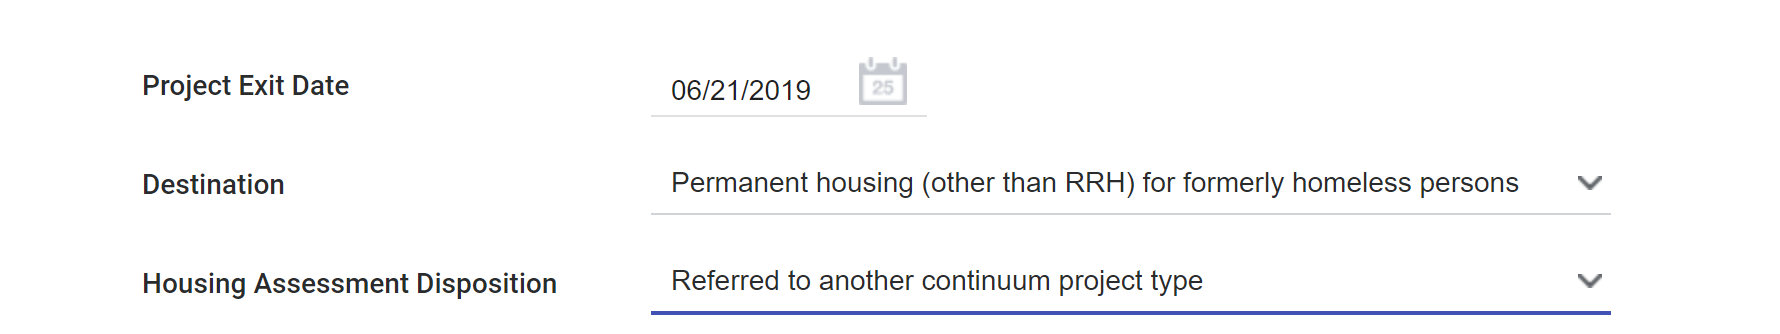 Project Exit Date 06/21/2019 25
Destination Permanent housing (other than RRH) for formerly homeless persons
Housing Assessment Disposition Referred to another continuum project type